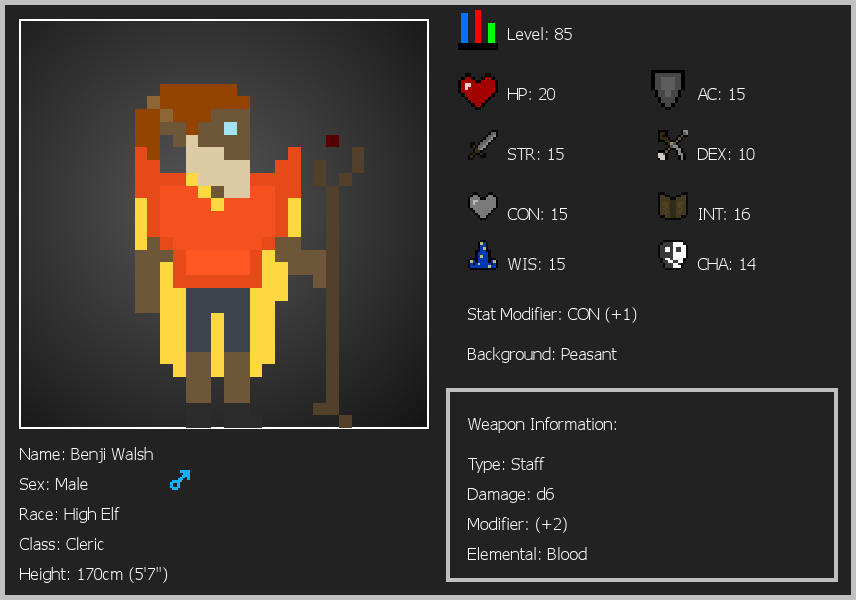 Level: 85
HP: 20
AC: 15
STR: 15
DEX: 10
CON: 15
INT: 16
WIS: 15
CHA: 14
Stat Modifier: CON (+1)
Background: Peasant
Weapon Information:
Type: Staff
Damage: d6
Modifier: (+2)
Elemental: Blood
Name: Benji Walsh
Sex: Male
Race: High Elf
Class: Cleric
Height: 170cm (5'7")